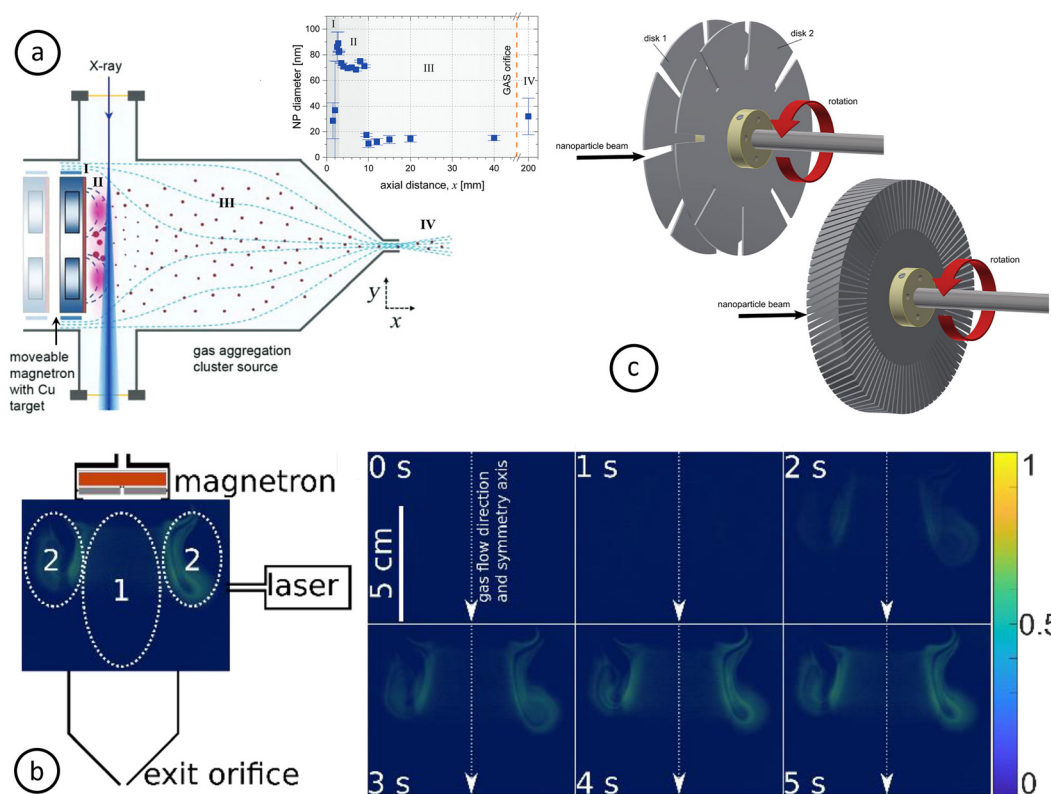 a
X-ray
I
II
III
IV
y
x
moveable
magnetron
with Cu
target
gas aggregation
cluster source
NP diameter [nm]
100
80
60
40
20
0
I
II
III
IV
GAS orifice
0
10
20
30
40
200
axial distance, x [mm]
disk 1
disk 2
rotation
nanoparticle beam
rotation
nanoparticle beam
c
magnetron
2
1
2
laser
exit orifice
b
0 s
1 s
2 s
5 cm
gas flow direction
and symmetry axis
3 s
4 s
5 s
1
0.5
0